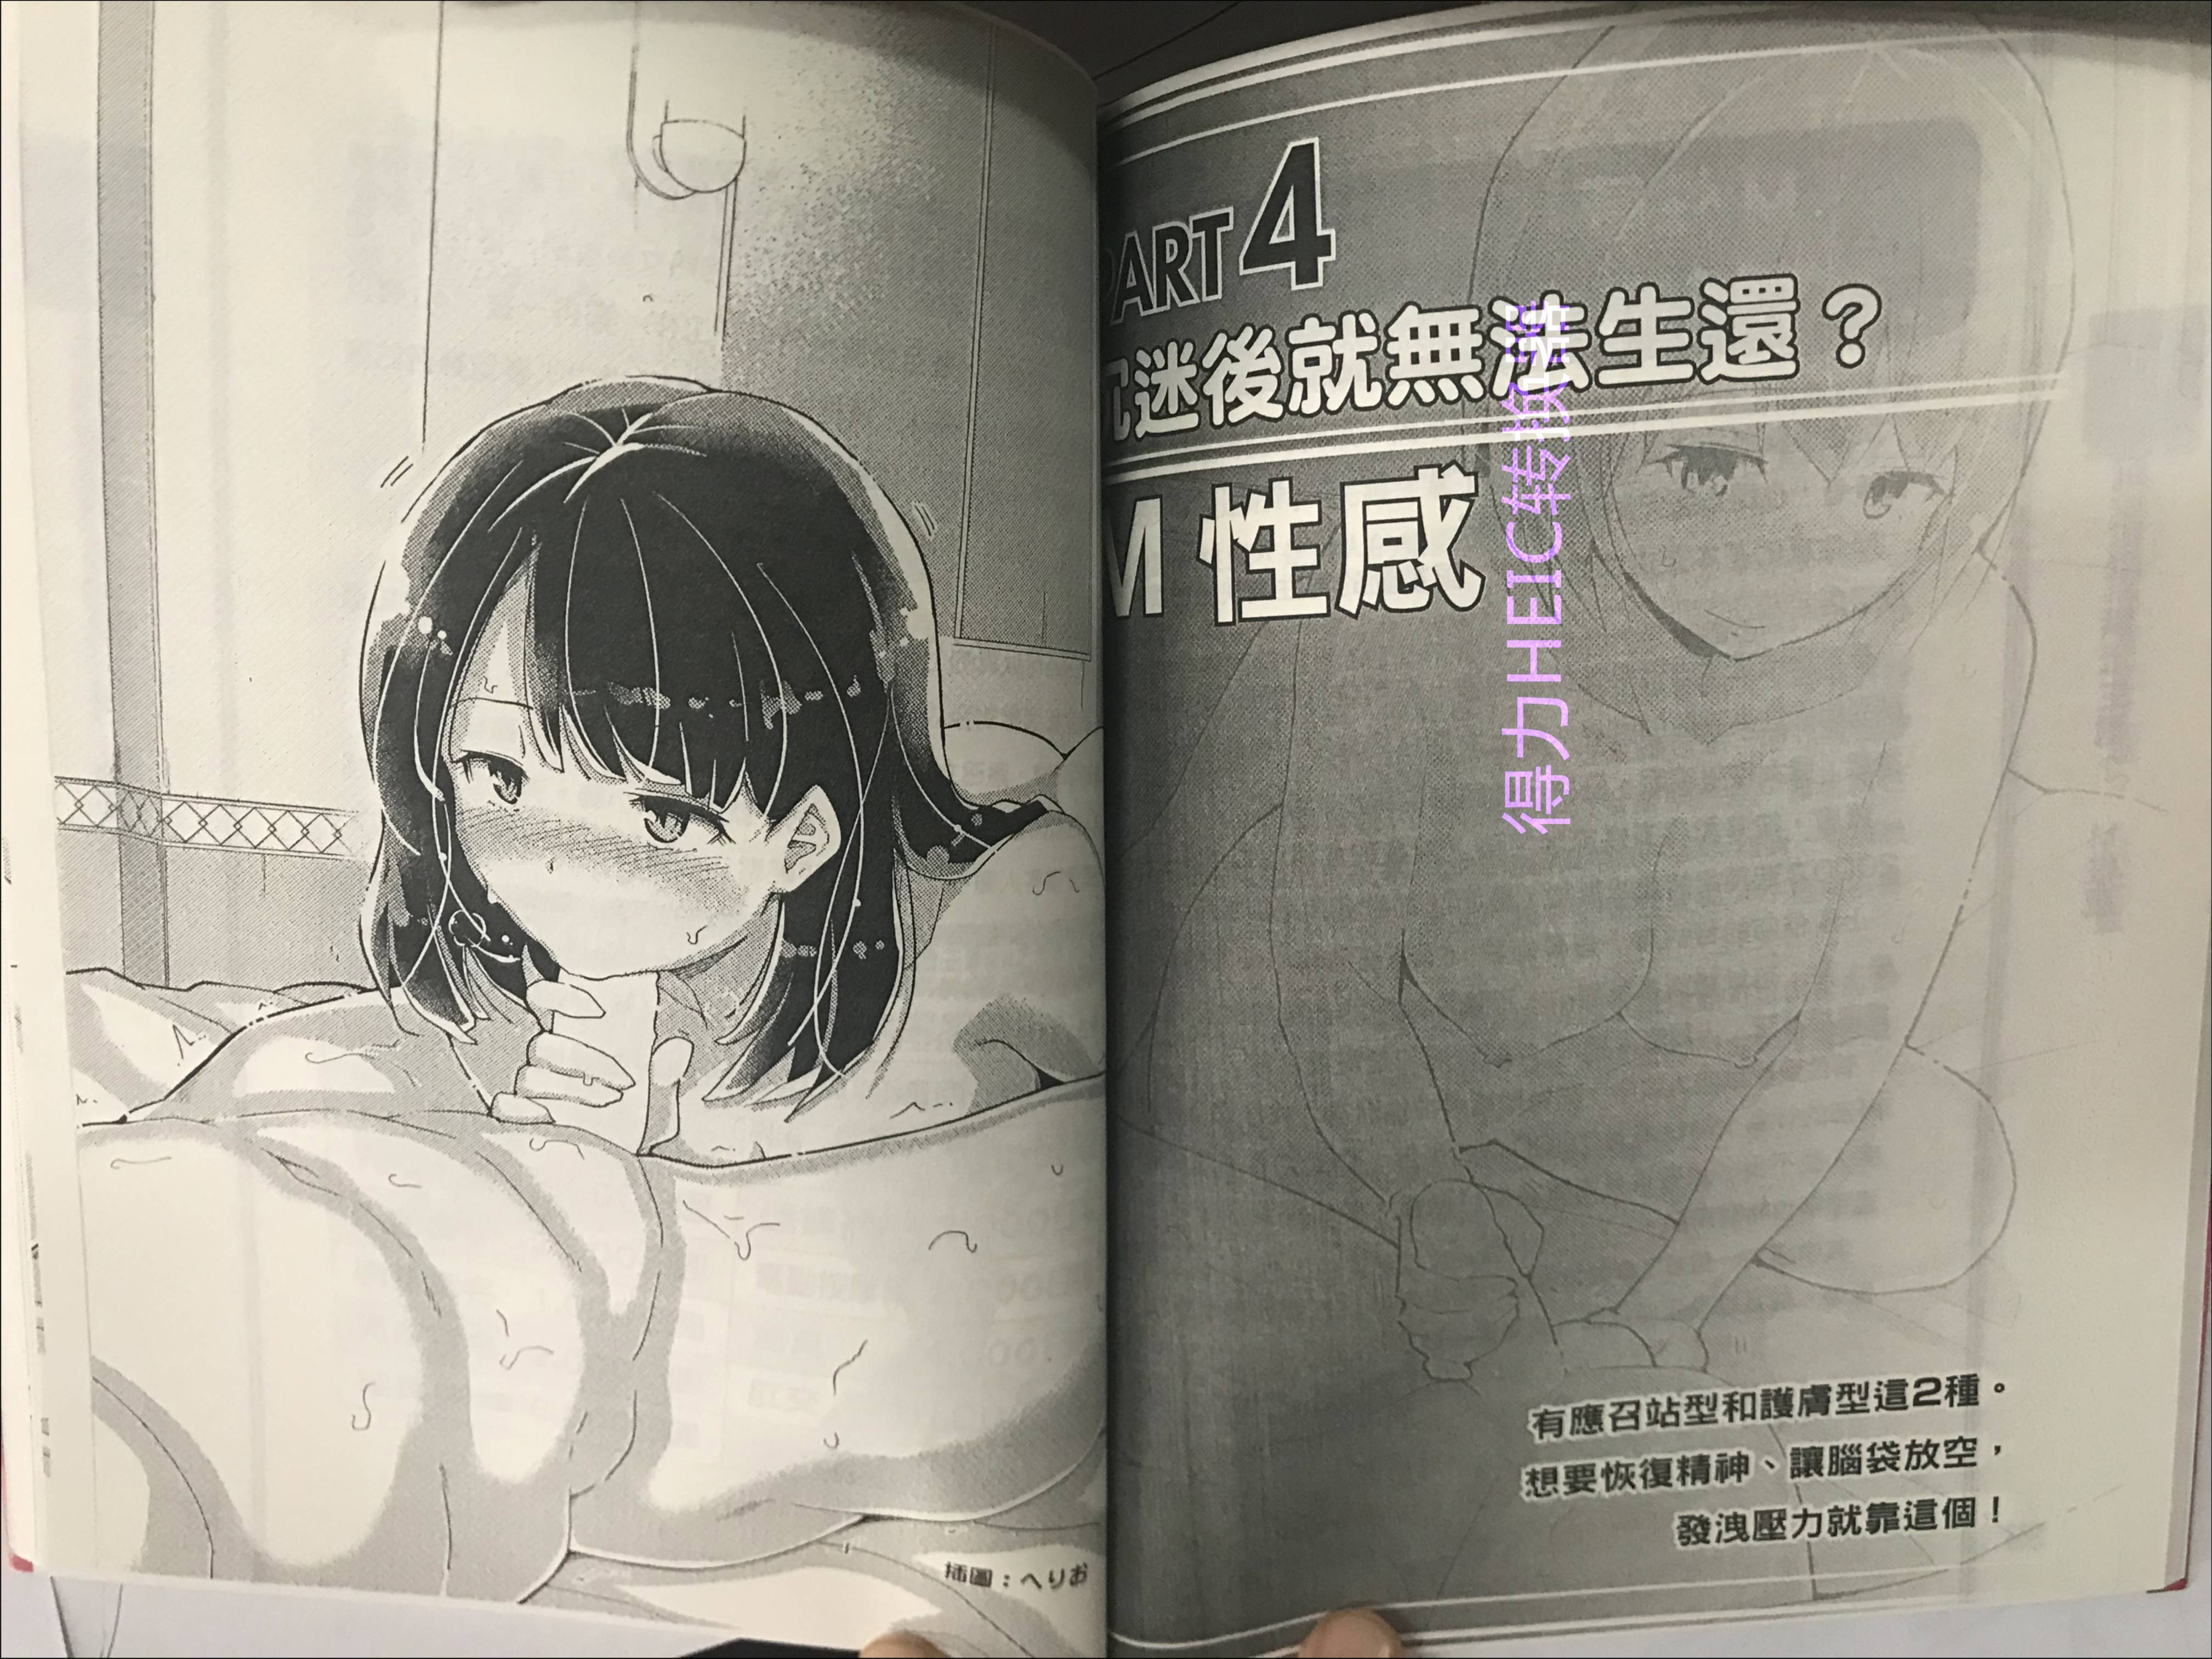 PART 4
沉迷後就無法生還？
M性感
有應召站型和護膚型這2種。
想要恢復精神、讓腦袋放空，
發洩壓力就靠這個！
插圖：へりお
得力HEIC转换